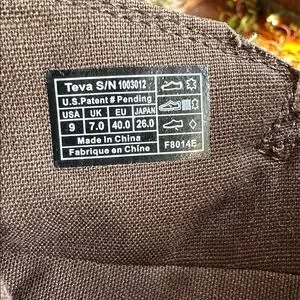 Teva S/N 1003012
U.S.Patent # Pending
USA UK EU JAPAN
9 7.0 40.0 26.0
Made in China
Fabrique en Chine
F8014E